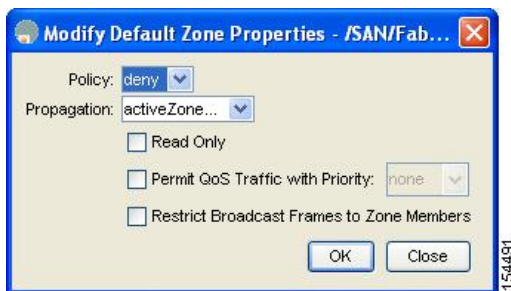 Modify Default Zone Properties - /SAN/Fab...
Policy: deny
Propagation: activeZone...
Read Only
Permit QoS Traffic with Priority: none
Restrict Broadcast Frames to Zone Members
OK Close
154491